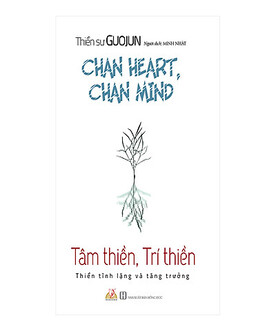 Thiền sư GUOJUN Người dịch: MINH NHẬT
CHAN HEART,
CHAN MIND
Tâm thiền, Trí thiền
Thiền tĩnh lặng và tăng trưởng